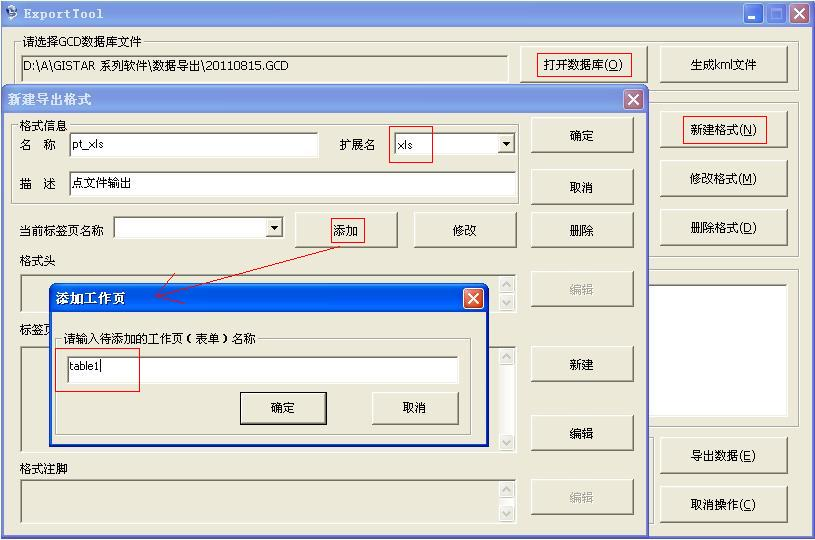 ExportTool
请选择GCD数据库文件
D:\A\GISTAR 系列软件\数据导出\20110815.GCD
打开数据库(O)
生成kml文件
新建导出格式
格式信息
名 称
pt_xls
扩展名
xls
确定
新建格式(N)
描 述
点文件输出
取消
修改格式(M)
当前标签页名称
添加
修改
删除
删除格式(D)
格式头
编辑
添加工作页
标签页
请输入待添加的工作页(表单)名称
table1
新建
确定
取消
编辑
导出数据(E)
格式注脚
编辑
取消操作(C)